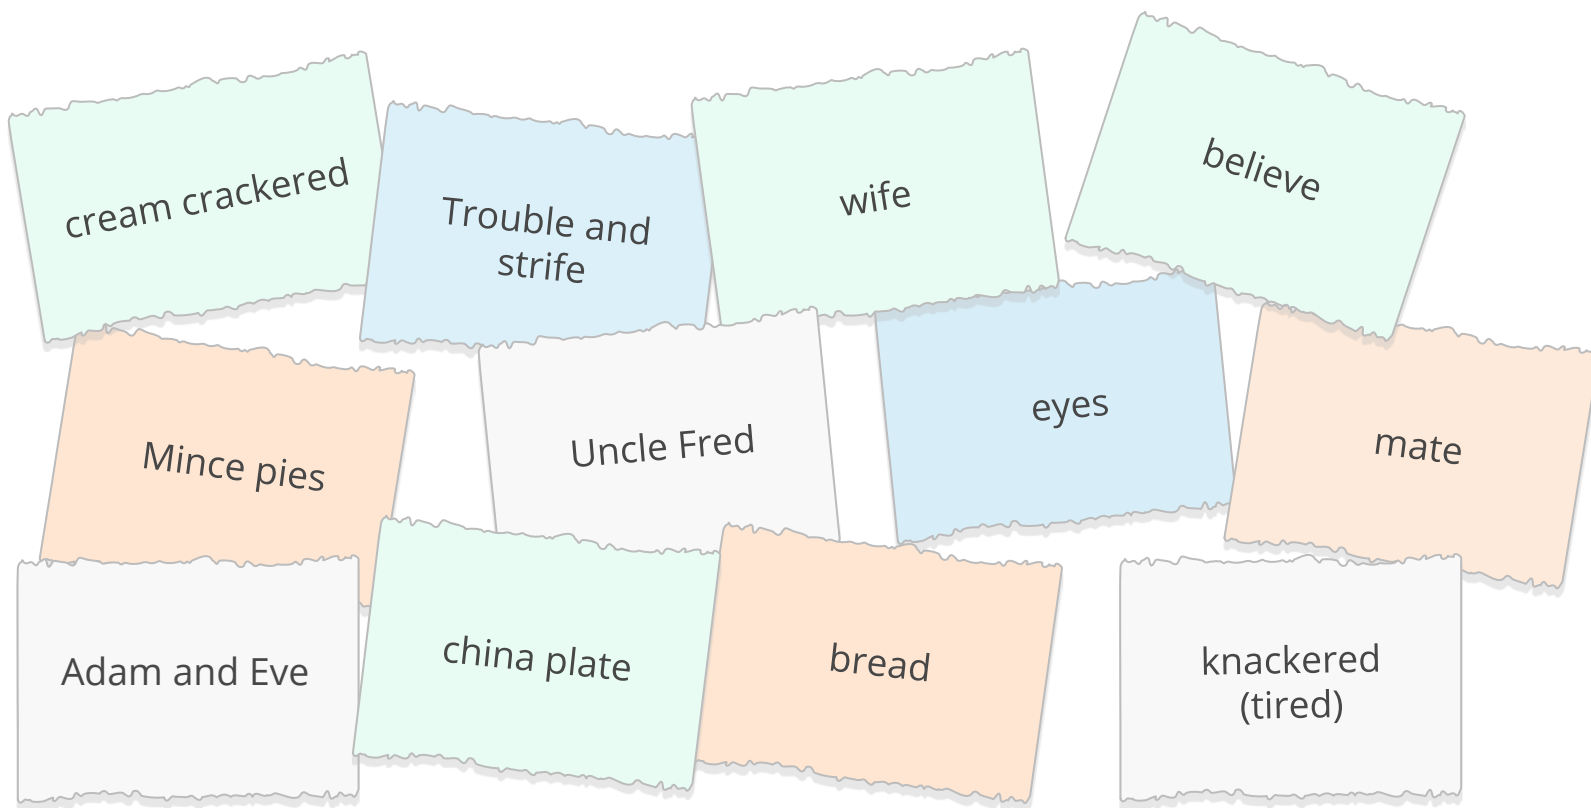 cream crackered
Trouble and
strife
wife
believe
Mince pies
Uncle Fred
eyes
mate
Adam and Eve
china plate
bread
knackered
(tired)